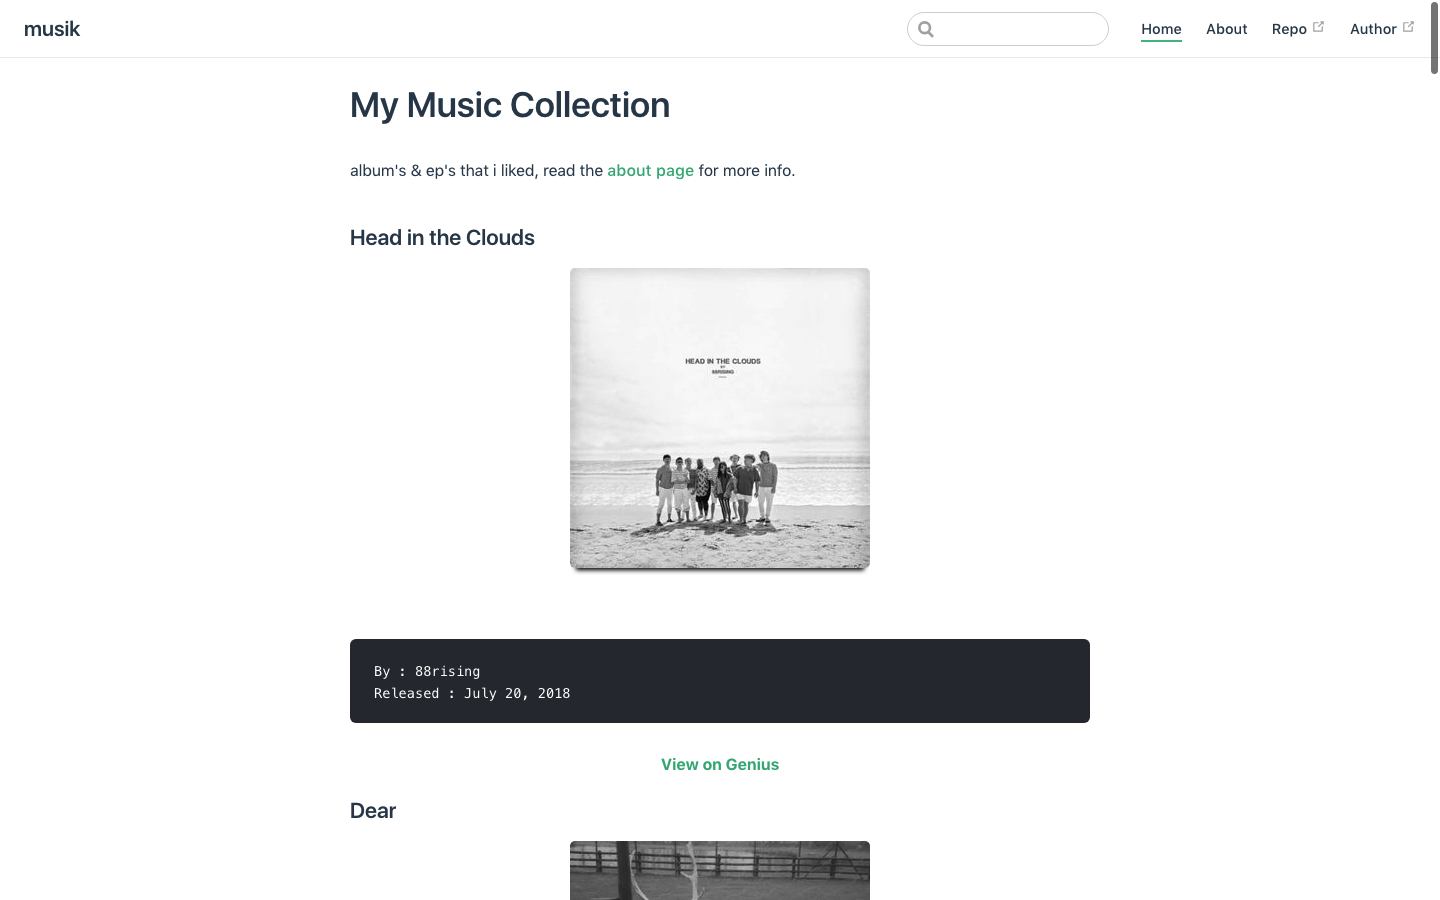 musik
Home About Repo Author
My Music Collection
album's & ep's that i liked, read the about page for more info.
Head in the Clouds
HEAD IN THE CLOUDS
BY
88RISING
By : 88rising
Released : July 20, 2018
View on Genius
Dear